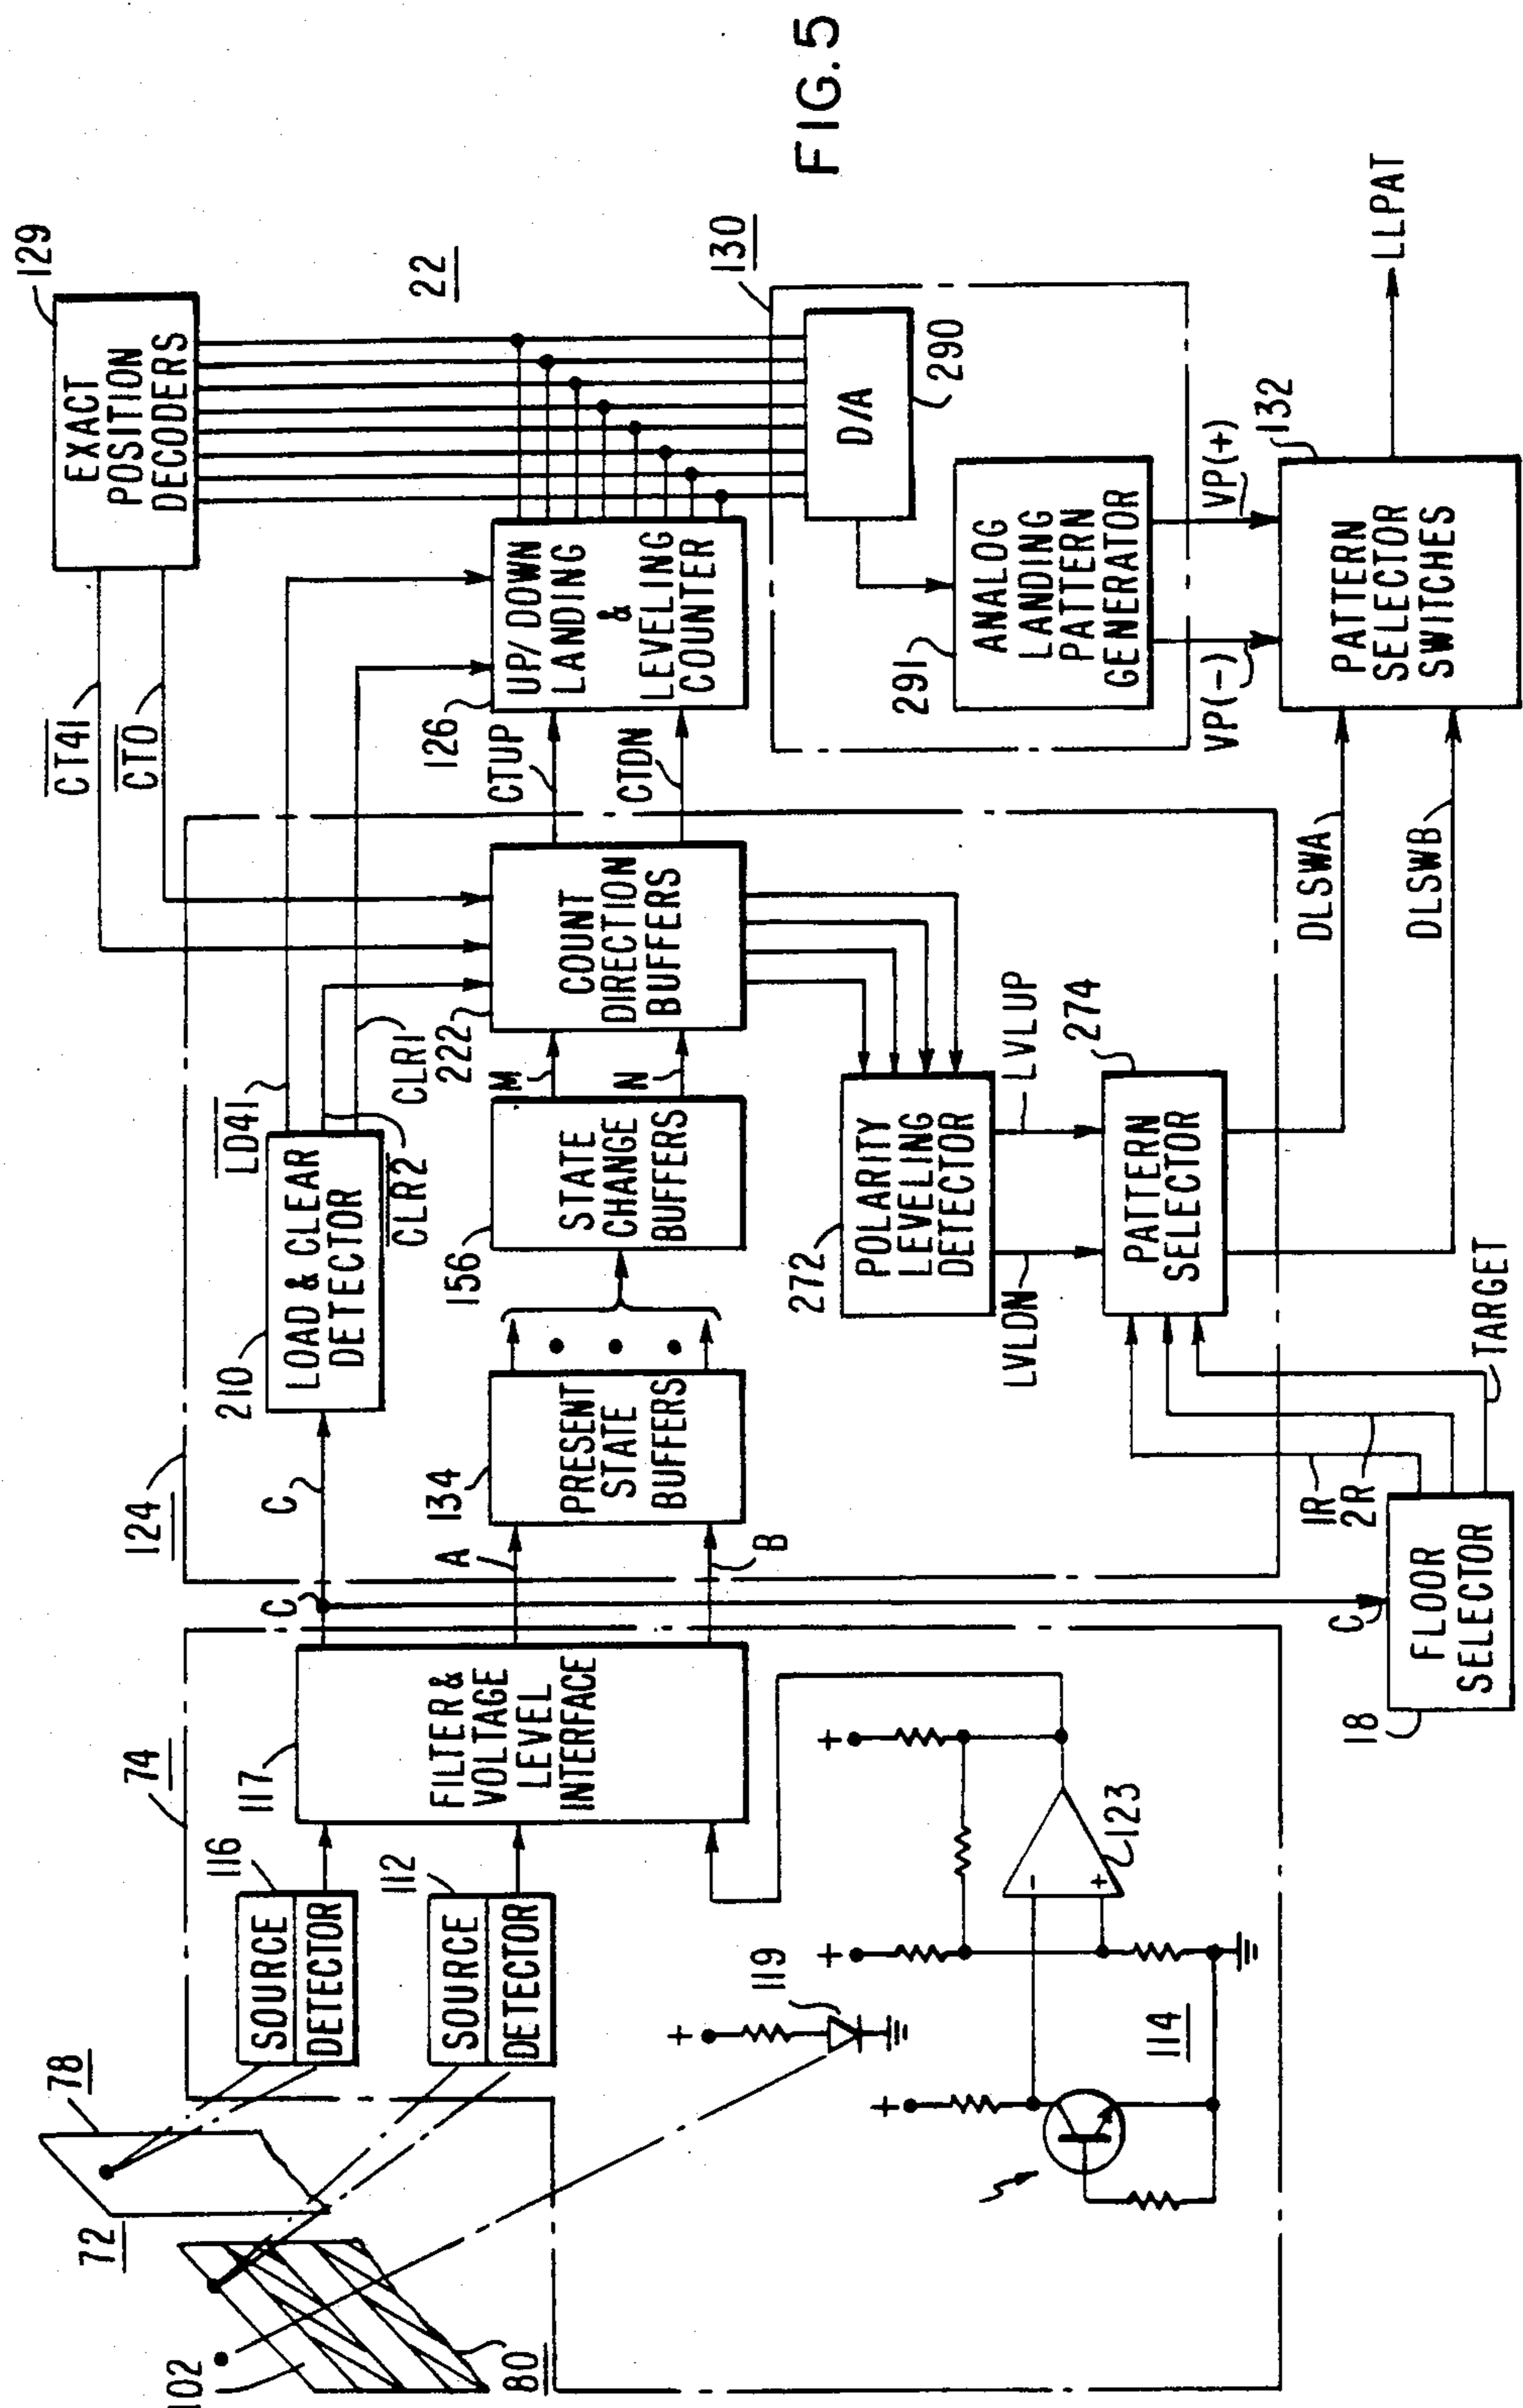 FIG. 5
129
EXACT
POSITION
DECODERS
22
CT41
CT0
130
D/A
290
ANALOG
LANDING
PATTERN
GENERATOR
291
VP(+)
VP(-)
132
PATTERN
SELECTOR
SWITCHES
LLPAT
UP/DOWN
LANDING
&
LEVELING
COUNTER
126
CTUP
CTDN
124
LD41
CLR1
CLR2
LOAD & CLEAR
DETECTOR
210
COUNT
DIRECTION
BUFFERS
222
M
N
STATE
CHANGE
BUFFERS
156
PRESENT
STATE
BUFFERS
134
POLARITY
LEVELING
DETECTOR
272
LVLUP
LVLDN
PATTERN
SELECTOR
274
DLSWA
DLSWB
1R
2R
TARGET
FLOOR
SELECTOR
18
C
C
C
A
B
74
117
FILTER &
VOLTAGE
LEVEL
INTERFACE
116
SOURCE
DETECTOR
112
SOURCE
DETECTOR
119
+
+
+
+
-
+
123
114
78
72
80
102